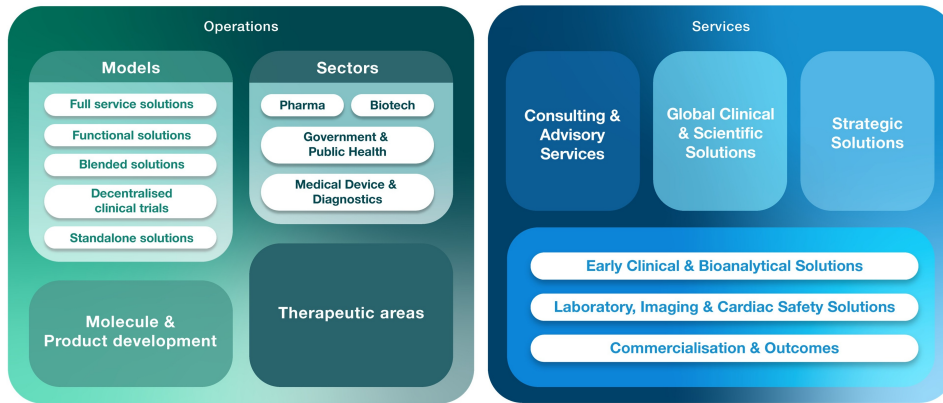 Operations
Models
Full service solutions
Functional solutions
Blended solutions
Decentralised
clinical trials
Standalone solutions
Sectors
Pharma
Biotech
Government &
Public Health
Medical Device &
Diagnostics
Molecule &
Product development
Therapeutic areas
Services
Consulting &
Advisory
Services
Global Clinical
& Scientific
Solutions
Strategic
Solutions
Early Clinical & Bioanalytical Solutions
Laboratory, Imaging & Cardiac Safety Solutions
Commercialisation & Outcomes